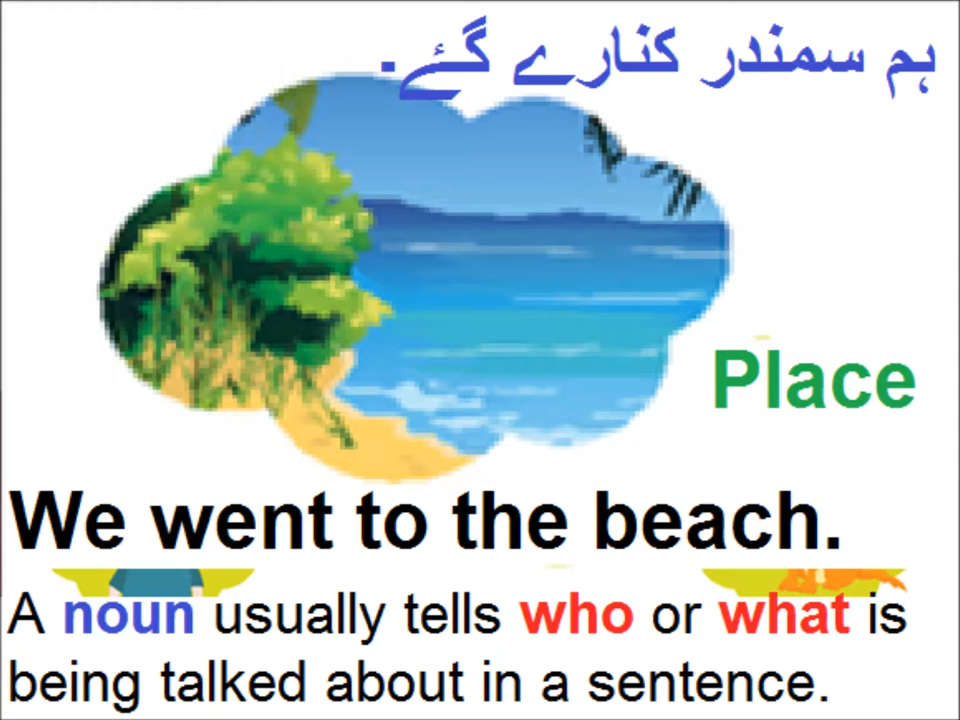 ہم سمندر کنارے گئے۔
Place
We went to the beach.
A noun usually tells who or what is
being talked about in a sentence.